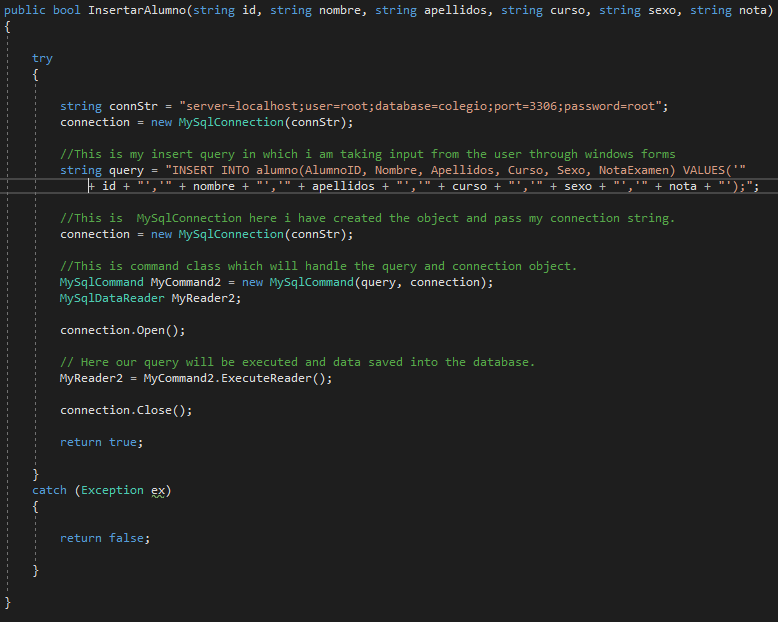 public bool InsertarAlumno(string id, string nombre, string apellidos, string curso, string sexo, string nota)
{
try
{
string connStr = "server=localhost;user=root;database=colegio;port=3306;password=root";
connection = new MySqlConnection(connStr);
//This is my insert query in which i am taking input from the user through windows forms
string query = "INSERT INTO alumno(AlumnoID, Nombre, Apellidos, Curso, Sexo, NotaExamen) VALUES('"
+ id + "','" + nombre + "','" + apellidos + "','" + curso + "','" + sexo + "','" + nota + "');";
//This is  MySqlConnection here i have created the object and pass my connection string.
connection = new MySqlConnection(connStr);
//This is command class which will handle the query and connection object.
MySqlCommand MyCommand2 = new MySqlCommand(query, connection);
MySqlDataReader MyReader2;
connection.Open();
// Here our query will be executed and data saved into the database.
MyReader2 = MyCommand2.ExecuteReader();
connection.Close();
return true;
}
catch (Exception ex)
{
return false;
}
}